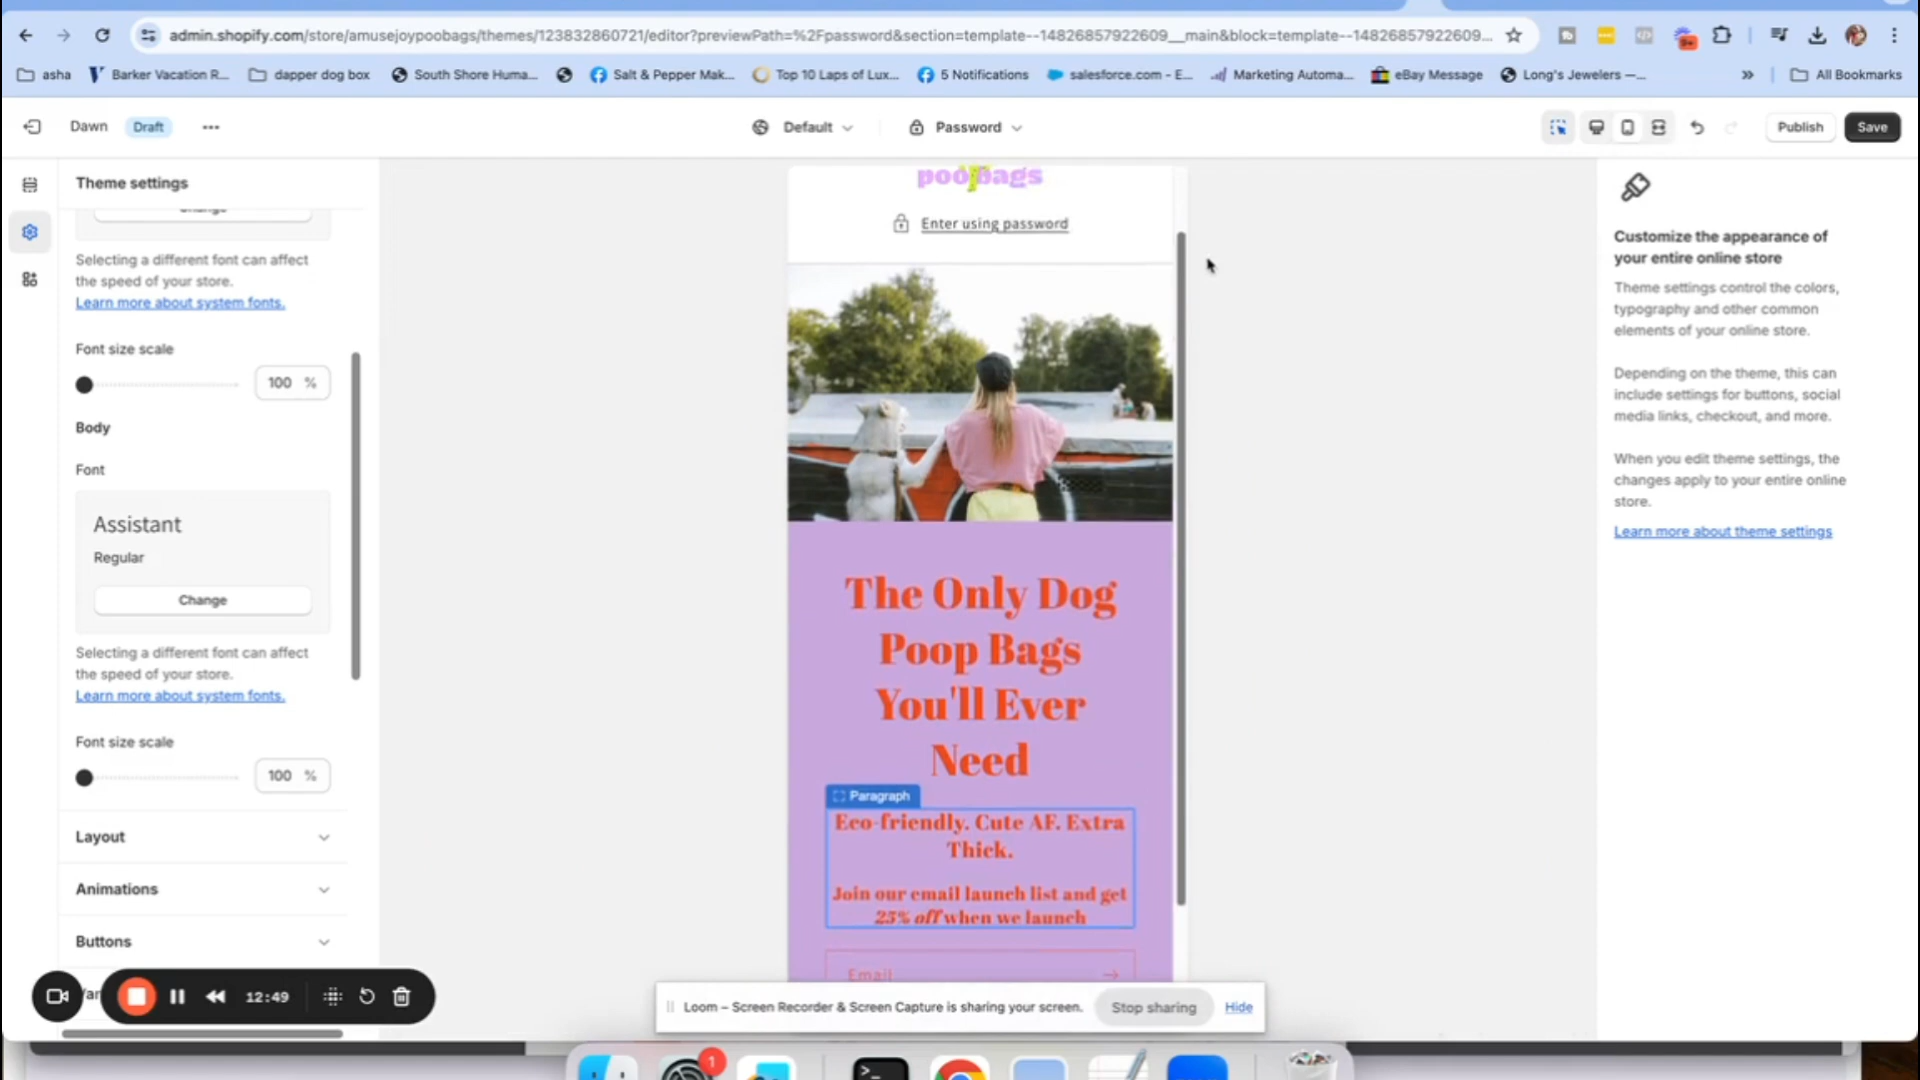 admin.shopify.com/store/amusejoypoobags/themes/123832860721/editor?previewPath=%2Fpassword&section=template--14826857922609__main&block=template--14826857922609...
9+
asha
Barker Vacation R...
dapper dog box
South Shore Huma...
Salt & Pepper Mak...
Top 10 Laps of Lux...
5 Notifications
salesforce.com - E...
Marketing Automa...
eBay Message
Long's Jewelers —...
»
All Bookmarks
Dawn
Draft
Default
Password
Publish
Save
Theme settings
Change
Selecting a different font can affect
the speed of your store.
Learn more about system fonts.
Font size scale
100 %
Body
Font
Assistant
Regular
Change
Selecting a different font can affect
the speed of your store.
Learn more about system fonts.
Font size scale
100 %
Layout
Animations
Buttons
12:49
poo bags
Enter using password
The Only Dog
Poop Bags
You'll Ever
Need
Paragraph
Eco-friendly. Cute AF. Extra
Thick.
Join our email launch list and get
25% off when we launch
Email
Customize the appearance of
your entire online store
Theme settings control the colors,
typography and other common
elements of your online store.
Depending on the theme, this can
include settings for buttons, social
media links, checkout, and more.
When you edit theme settings, the
changes apply to your entire online
store.
Learn more about theme settings
Loom – Screen Recorder & Screen Capture is sharing your screen.
Stop sharing
Hide
1